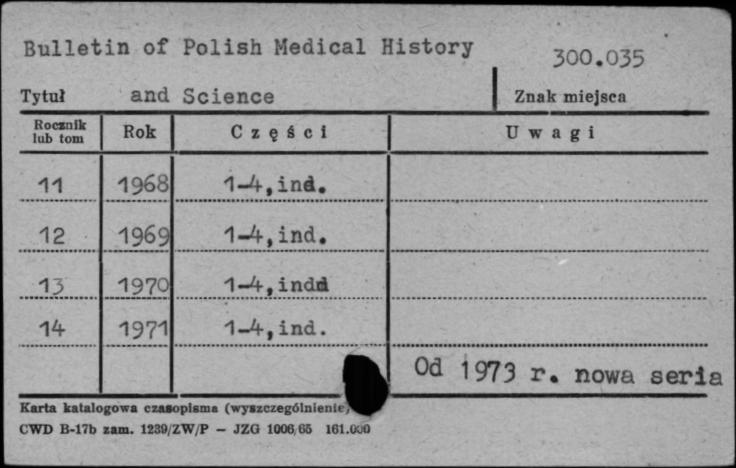 Bulletin of Polish Medical History
300.035
Tytuł and Science
Znak miejsca
Rocznik lub tom Rok Części Uwagi
11 1968 1-4,ind.
12 1969 1-4,ind.
13 1970 1-4,indd
14 1971 1-4,ind.
Od 1973 r. nowa seria
Karta katalogowa czasopisma (wyszczególnienie)
CWD B-17b zam. 1239/ZW/P — JZG 1006/65 161.000